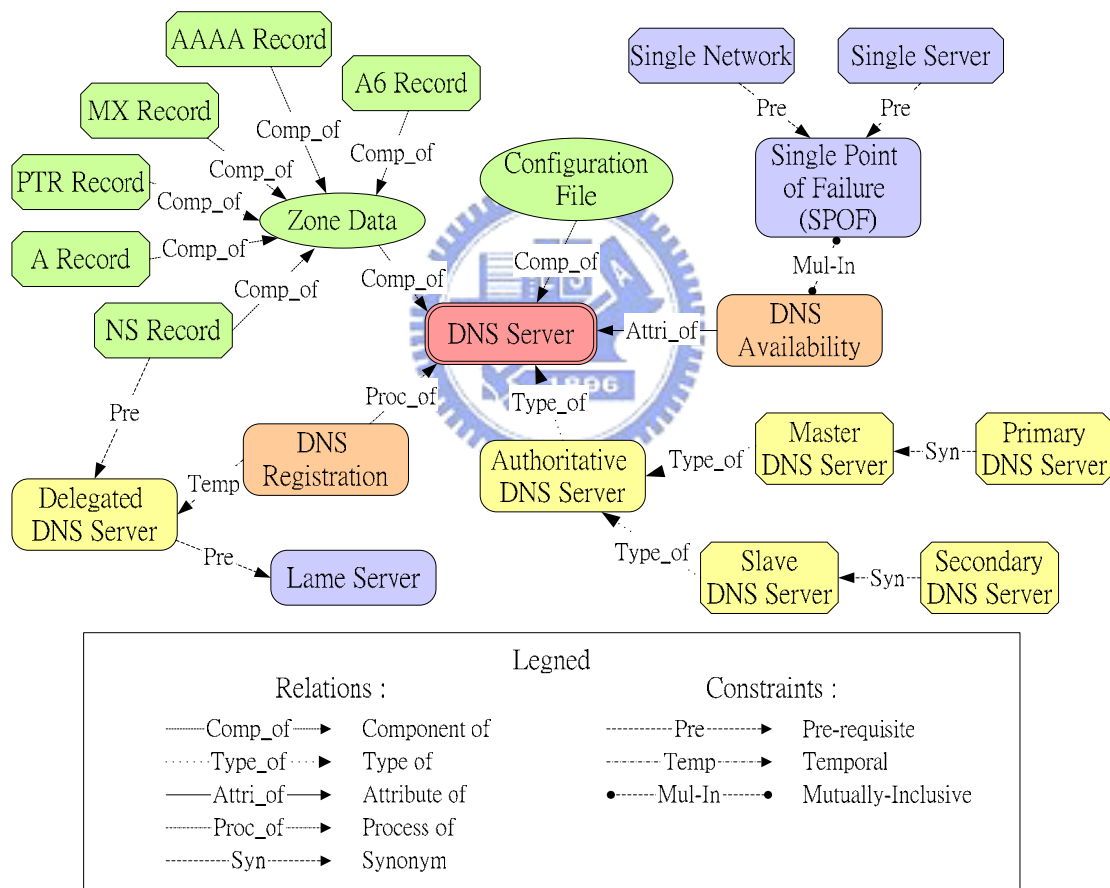 AAAA Record
Single Network
Single Server
A6 Record
MX Record
Pre
Pre
Comp_of
Comp_of
Configuration
File
Single Point
of Failure
(SPOF)
PTR Record
Comp_of
Comp_of
Zone Data
A Record
Comp_of
Comp_of
Mul-In
Comp_of
Comp_of
NS Record
DNS Server
Attri_of
DNS
Availability
1896
Proc_of
Type_of
Pre
DNS
Registration
Authoritative
DNS Server
Type_of
Master
DNS Server
Syn
Primary
DNS Server
Temp
Delegated
DNS Server
Pre
Lame Server
Type_of
Slave
DNS Server
Syn
Secondary
DNS Server
Legned
Relations :
Constraints :
Comp_of
Component of
Pre
Pre-requisite
Type_of
Type of
Temp
Temporal
Attri_of
Attribute of
Mul-In
Mutually-Inclusive
Proc_of
Process of
Syn
Synonym